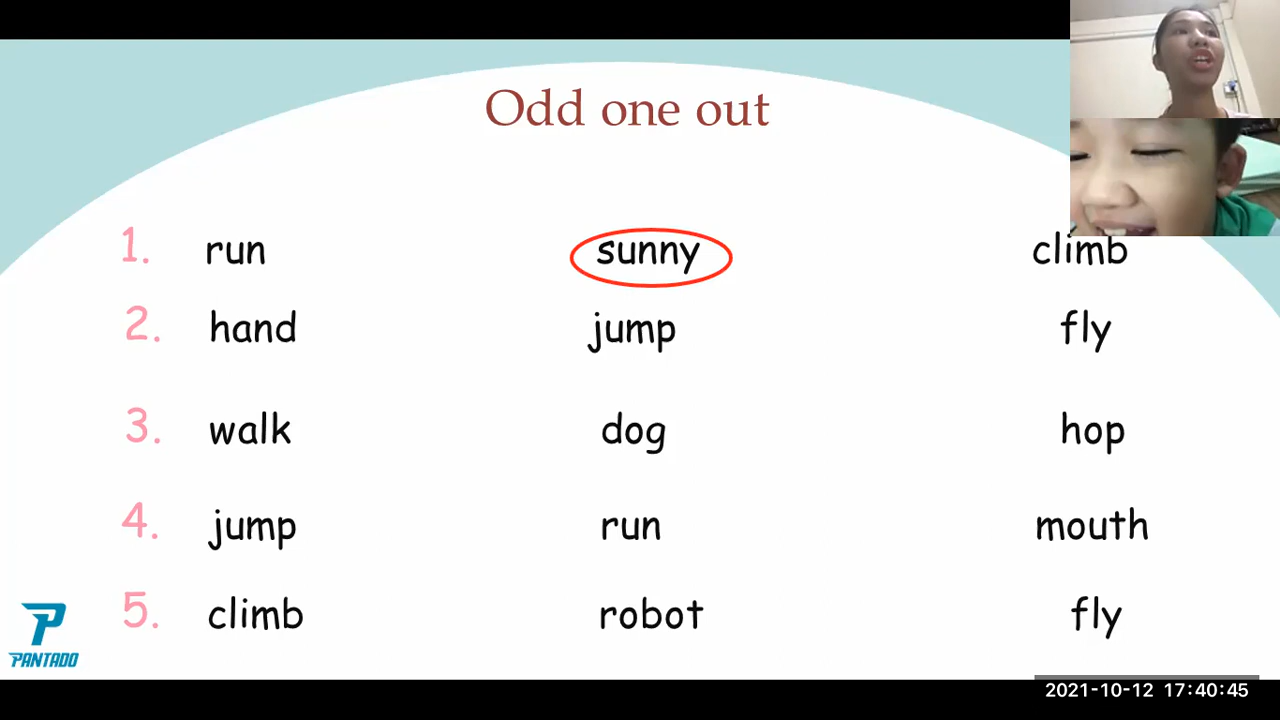 Odd one out
1. run sunny climb
2. hand jump fly
3. walk dog hop
4. jump run mouth
5. climb robot fly
PANTADO
2021-10-12 17:40:45